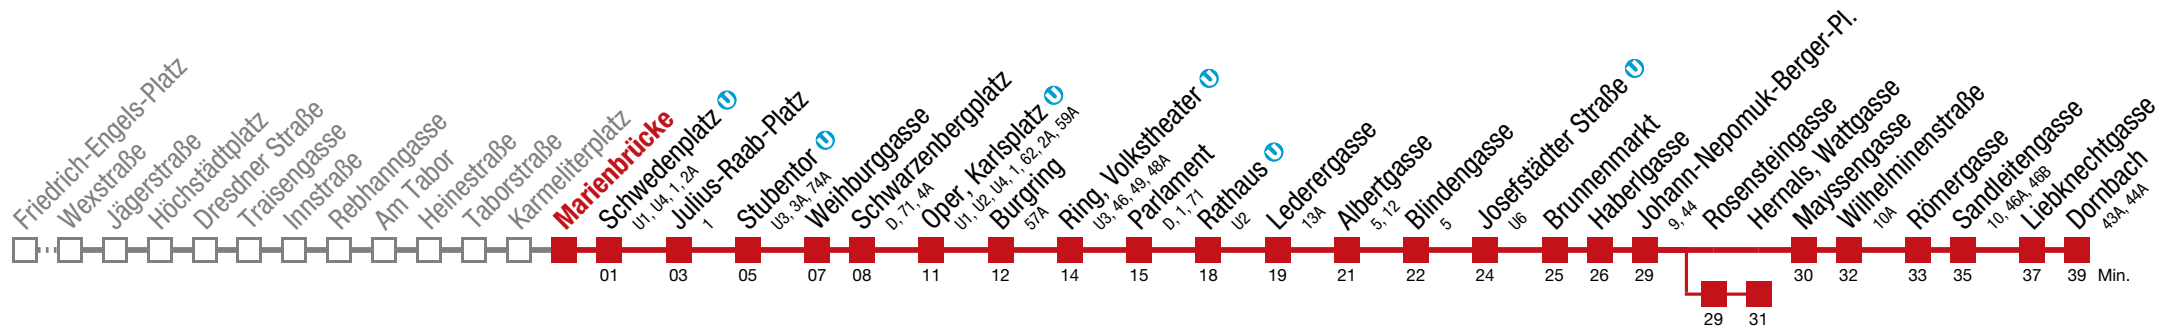 Friedrich-Engels-Platz
Wexstraße
Jägerstraße
Höchstädtplatz
Dresdner Straße
Traisengasse
Innstraße
Rebhanngasse
Am Tabor
Heinestraße
Taborstraße
Karmeliterplatz
Marienbrücke
Schwedenplatz U
U1, U4, 1, 2A
Julius-Raab-Platz
1
Stubentor U
U3, 3A, 74A
Weihburggasse
Schwarzenbergplatz
D, 71, 4A
Oper, Karlsplatz U
U1, U2, U4, 1, 62, 2A, 59A
Burgring
57A
Ring, Volkstheater U
U3, 46, 49, 48A
Parlament
D, 1, 71
Rathaus U
U2
Lederergasse
13A
Albertgasse
5, 12
Blindengasse
5
Josefstädter Straße U
U6
Brunnenmarkt
Haberlgasse
Johann-Nepomuk-Berger-Pl.
9, 44
Rosensteingasse
Hernals, Wattgasse
Mayssengasse
Wilhelminenstraße
10A
Römergasse
Sandleitengasse
10, 46A, 46B
Liebknechtgasse
Dornbach
43A, 44A
01 03 05 07 08 11 12 14 15 18 19 21 22 24 25 26 29 30 32 33 35 37 39 Min.
29 31